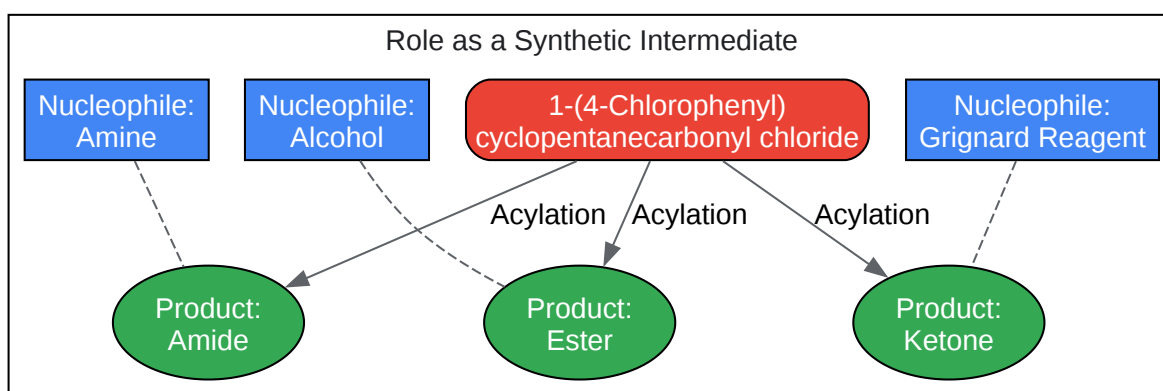 Role as a Synthetic Intermediate
Nucleophile:
Amine
Nucleophile:
Alcohol
1-(4-Chlorophenyl)
cyclopentanecarbonyl chloride
Nucleophile:
Grignard Reagent
Acylation
Acylation
Acylation
Product:
Amide
Product:
Ester
Product:
Ketone